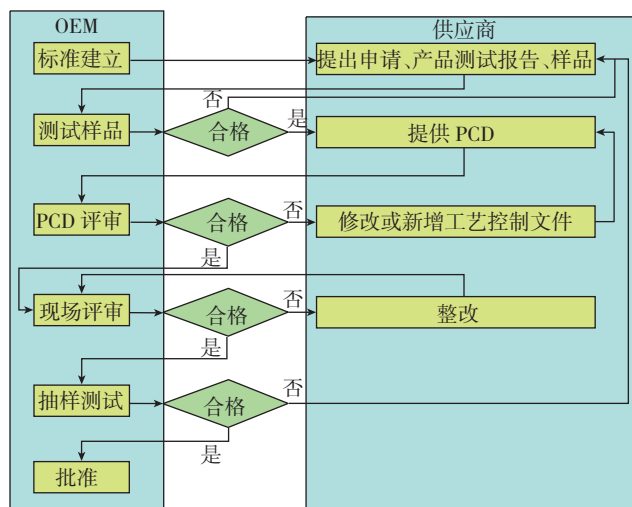 OEM
供应商
标准建立
提出申请、产品测试报告、样品
否
测试样品
合格
是
提供 PCD
PCD 评审
合格
否
修改或新增工艺控制文件
是
现场评审
合格
否
整改
是
抽样测试
合格
否
是
批准